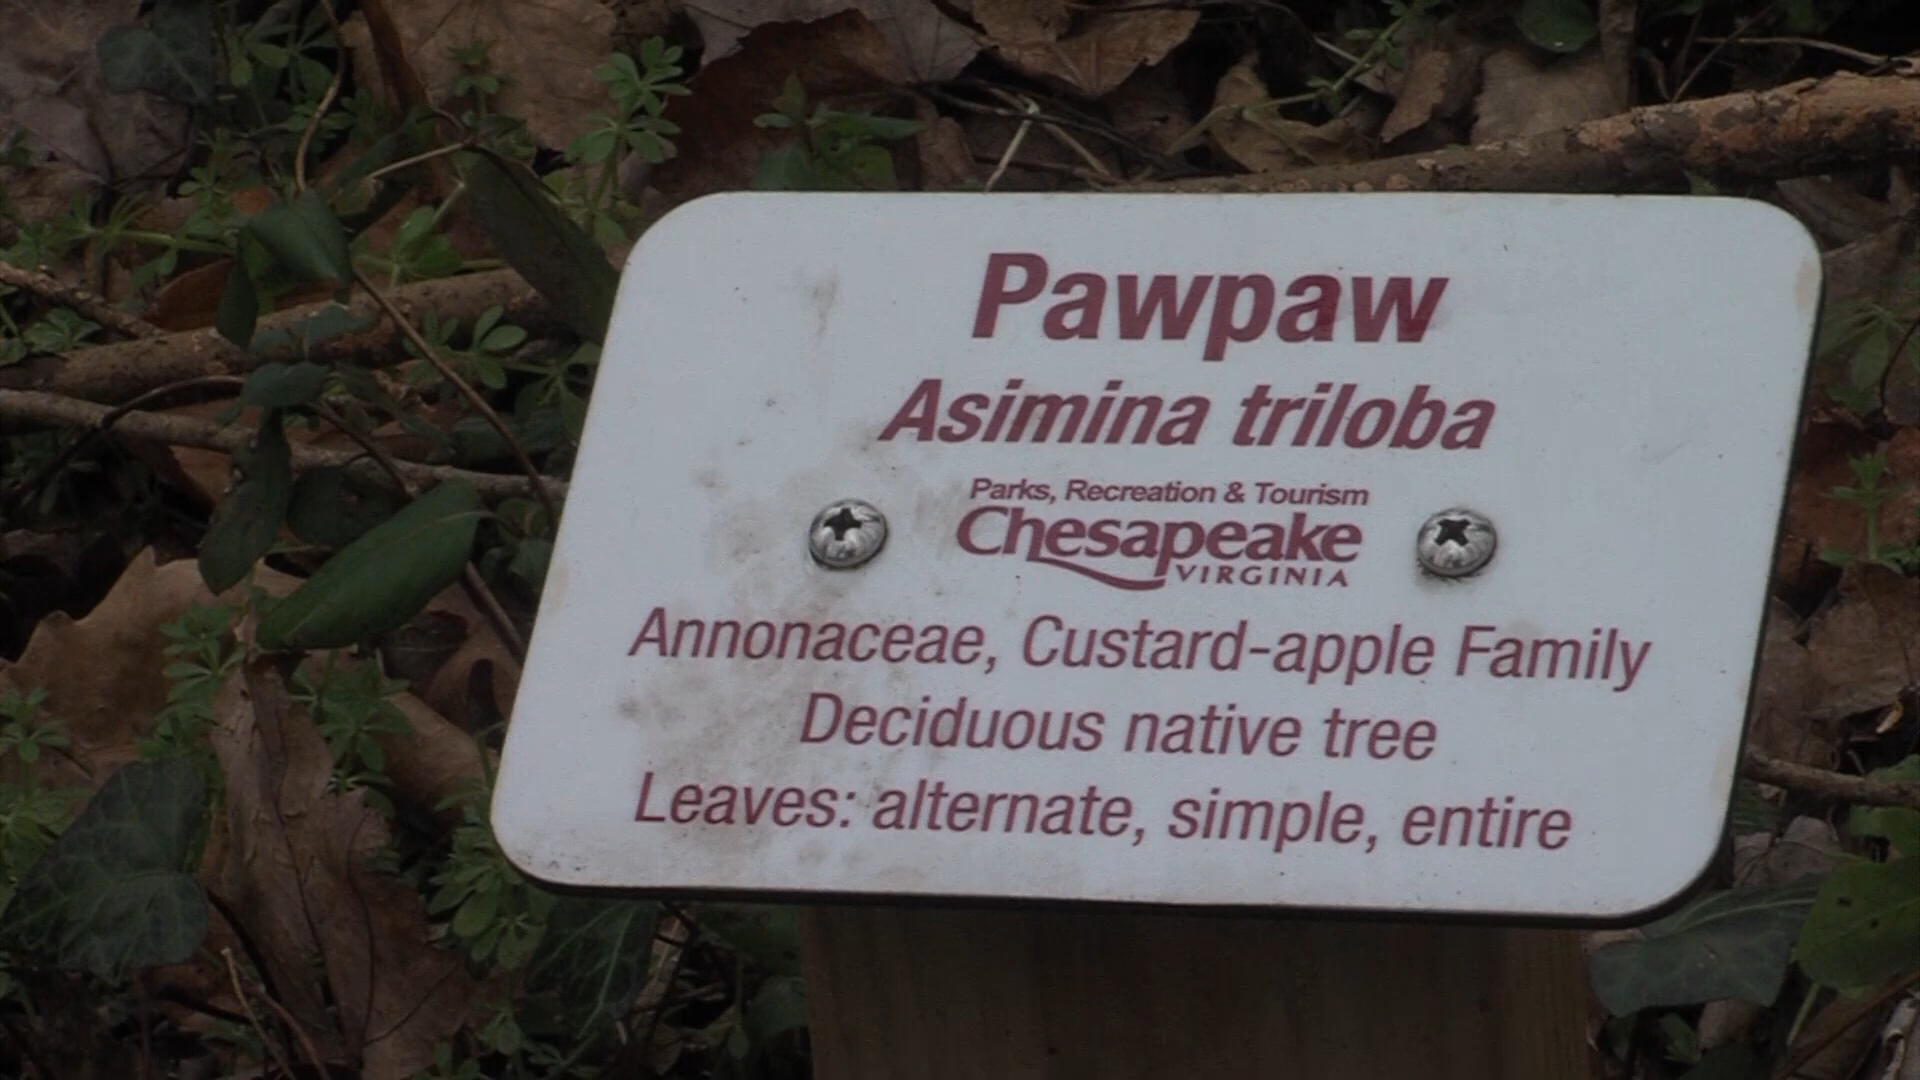 Pawpaw
Asimina triloba
Parks, Recreation & Tourism
Chesapeake
VIRGINIA
Annonaceae, Custard-apple Family
Deciduous native tree
Leaves: alternate, simple, entire